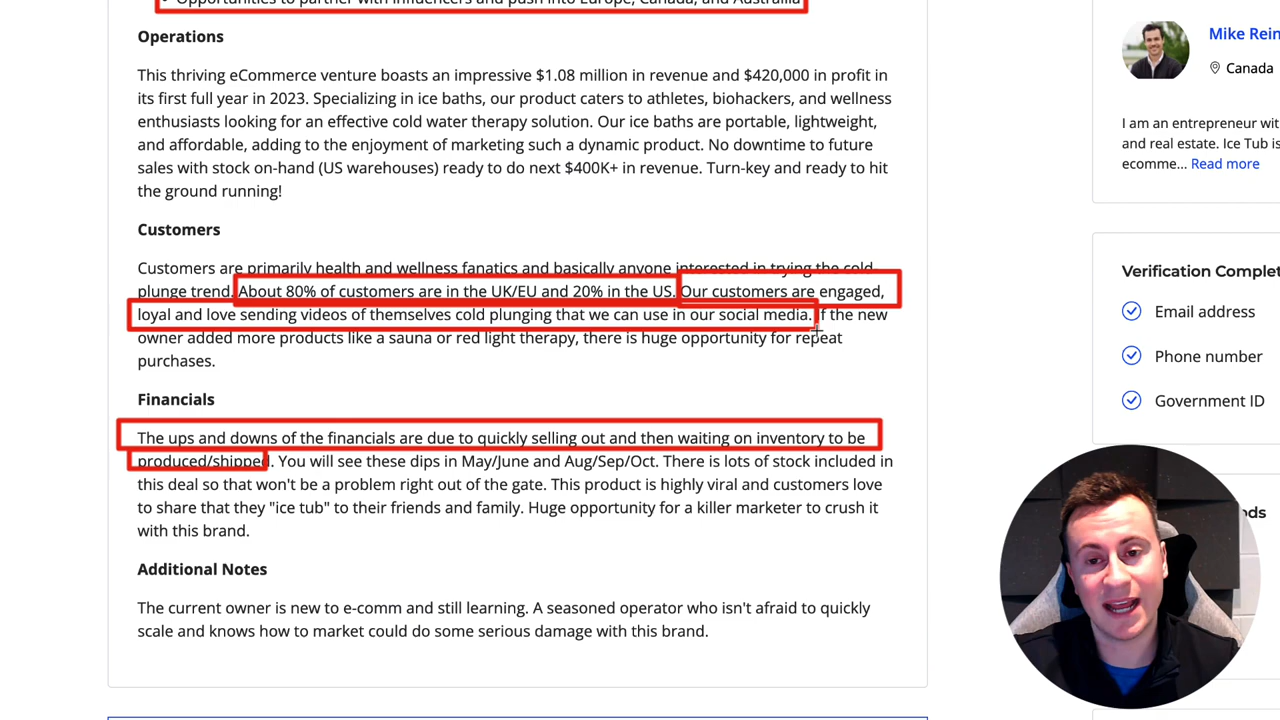 Opportunities to partner with influencers and push into Europe, Canada, and Australia
Operations
This thriving eCommerce venture boasts an impressive $1.08 million in revenue and $420,000 in profit in
its first full year in 2023. Specializing in ice baths, our product caters to athletes, biohackers, and wellness
enthusiasts looking for an effective cold water therapy solution. Our ice baths are portable, lightweight,
and affordable, adding to the enjoyment of marketing such a dynamic product. No downtime to future
sales with stock on-hand (US warehouses) ready to do next $400K+ in revenue. Turn-key and ready to hit
the ground running!
Customers
Customers are primarily health and wellness fanatics and basically anyone interested in trying the cold
plunge trend. About 80% of customers are in the UK/EU and 20% in the US. Our customers are engaged,
loyal and love sending videos of themselves cold plunging that we can use in our social media. If the new
owner added more products like a sauna or red light therapy, there is huge opportunity for repeat
purchases.
Financials
The ups and downs of the financials are due to quickly selling out and then waiting on inventory to be
produced/shipped. You will see these dips in May/June and Aug/Sep/Oct. There is lots of stock included in
this deal so that won't be a problem right out of the gate. This product is highly viral and customers love
to share that they "ice tub" to their friends and family. Huge opportunity for a killer marketer to crush it
with this brand.
Additional Notes
The current owner is new to e-comm and still learning. A seasoned operator who isn't afraid to quickly
scale and knows how to market could do some serious damage with this brand.
Mike Rein
Canada
I am an entrepreneur wit
and real estate. Ice Tub is
ecomme... Read more
Verification Complet
Email address
Phone number
Government ID
ods